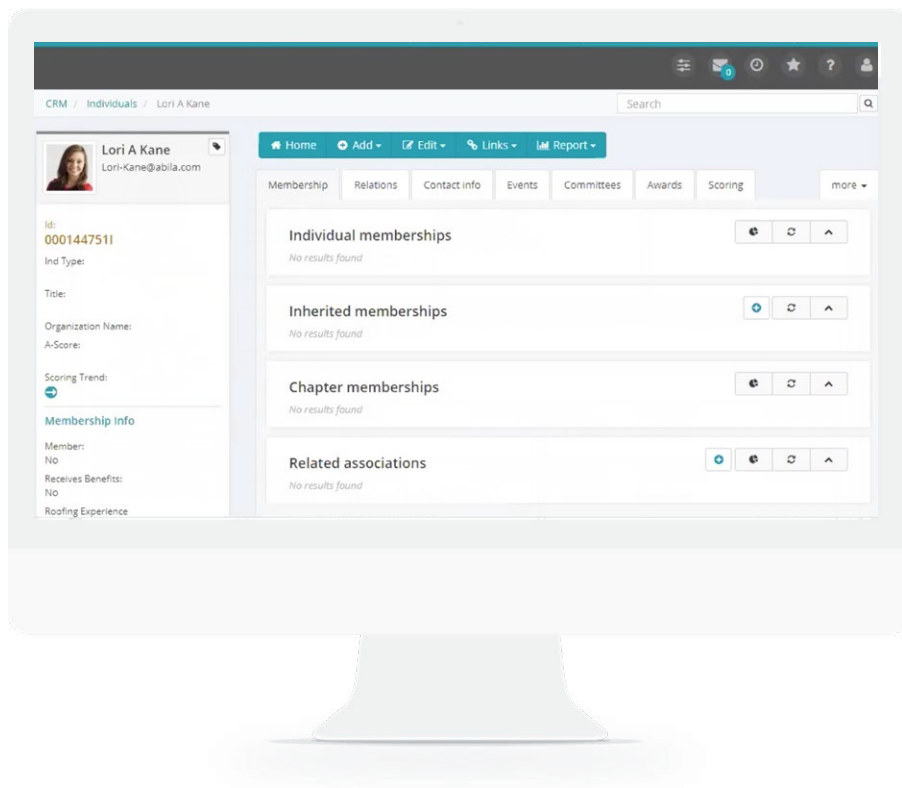 0
CRM / Individuals / Lori A Kane
Search
Lori A Kane
Lori-Kane@abila.com
Id:
000144751I
Ind Type:
Title:
Organization Name:
A-Score:
Scoring Trend:
Membership Info
Member:
No
Receives Benefits:
No
Roofing Experience
Home Add Edit Links Report
Membership Relations Contact info Events Committees Awards Scoring more
Individual memberships
No results found
Inherited memberships
No results found
Chapter memberships
No results found
Related associations
No results found